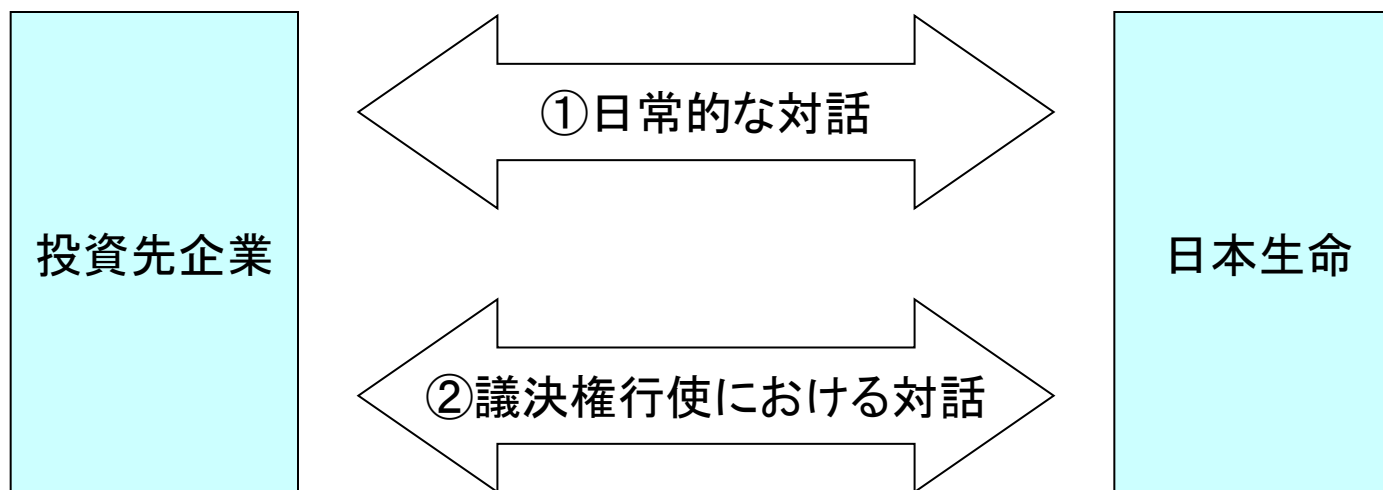 ①日常的な対話
投資先企業
日本生命
②議決権行使における対話